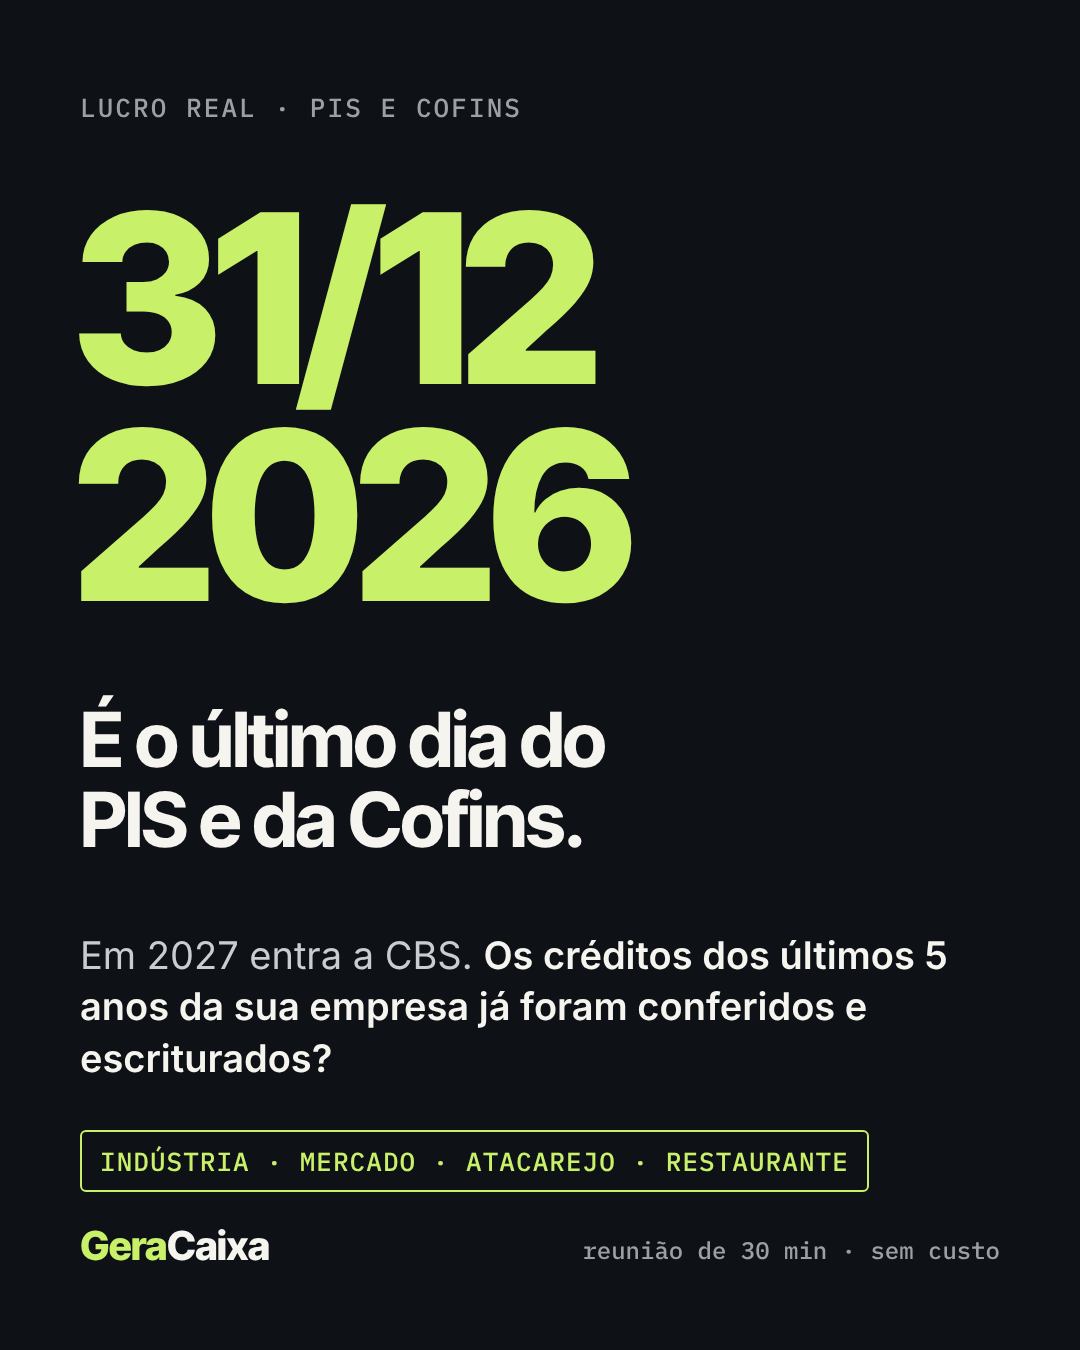 LUCRO REAL · PIS E COFINS
31/12
2026
É o último dia do
PIS e da Cofins.
Em 2027 entra a CBS. Os créditos dos últimos 5
anos da sua empresa já foram conferidos e
escriturados?
INDÚSTRIA · MERCADO · ATACAREJO · RESTAURANTE
GeraCaixa
reunião de 30 min · sem custo